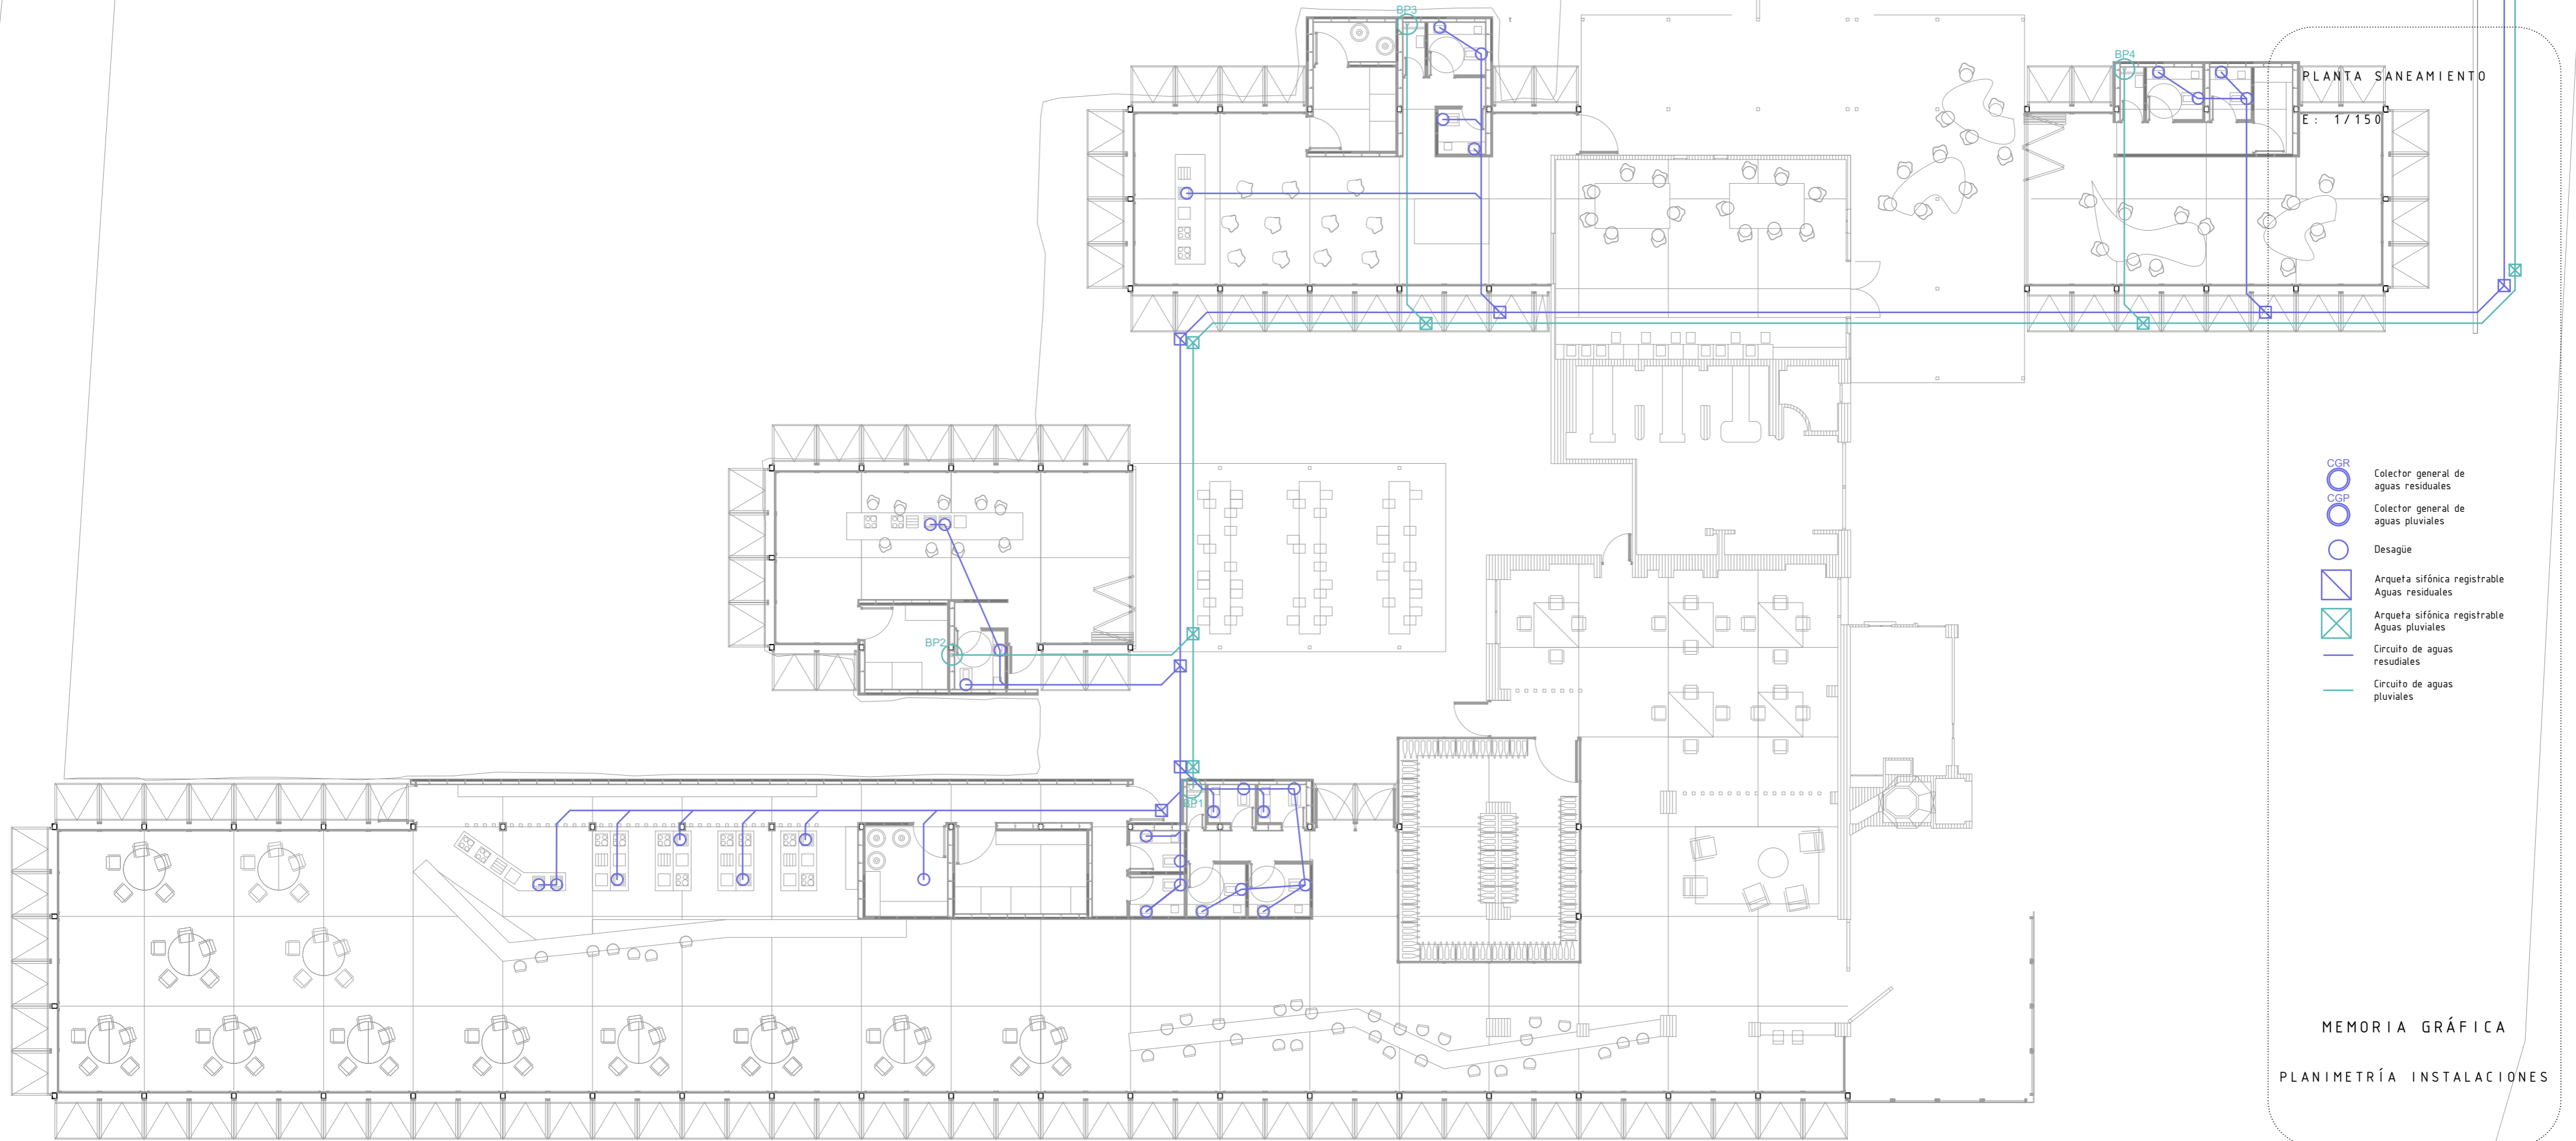 BP3
BP4
PLANTA SANEAMIENTO
E: 1/150
CGR
Colector general de
aguas residuales
CGP
Colector general de
aguas pluviales
Desagüe
Arqueta sifónica registrable
Aguas residuales
Arqueta sifónica registrable
Aguas pluviales
Circuito de aguas
resudiales
Circuito de aguas
pluviales
BP2
BP1
MEMORIA GRÁFICA
PLANIMETRÍA INSTALACIONES